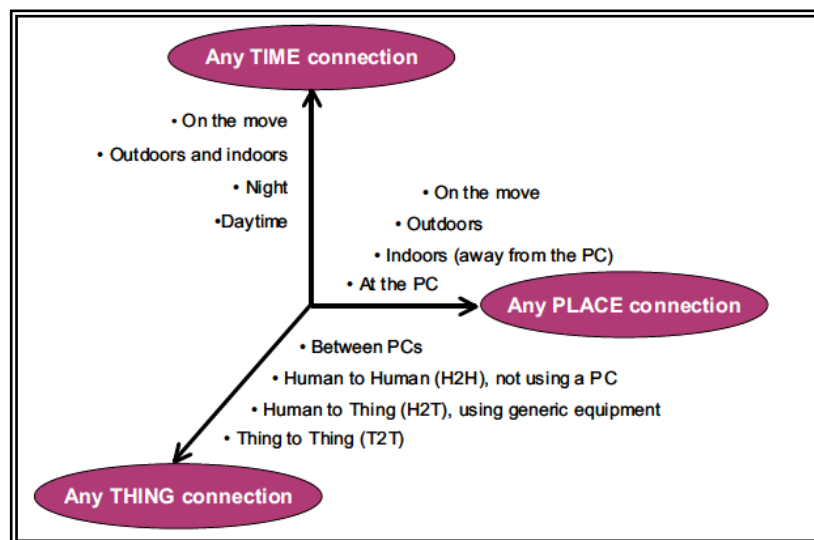 Any TIME connection
• On the move
• Outdoors and indoors
• Night
•Daytime
• On the move
• Outdoors
• Indoors (away from the PC)
• At the PC
Any PLACE connection
• Between PCs
• Human to Human (H2H), not using a PC
• Human to Thing (H2T), using generic equipment
• Thing to Thing (T2T)
Any THING connection